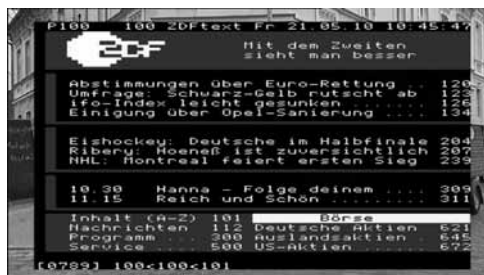 P100 100 ZDFtext Fr 21.05.10 10:45:47
ZDF
Mit dem Zweiten
sieht man besser
Abstimmungen über Euro-Rettung .. 120
Umfrage: Schwarz-Gelb rutscht ab 123
ifo-Index leicht gesunken ....... 126
Einigung über Opel-Sanierung .... 134
Eishockey: Deutsche im Halbfinale 204
Ribery: Hoeneß ist zuversichtlich 207
NHL: Montreal feiert ersten Sieg 239
10.30 Hanna - Folge deinem .... 309
11.15 Reich und Schön ..... 311
Inhalt (A-Z) 101 Börse
Nachrichten 112 Deutsche Aktien 621
Programm ... 300 Auslandsaktien . 645
Service 500 US-Aktien ...... 672
[0789] 100<100<101